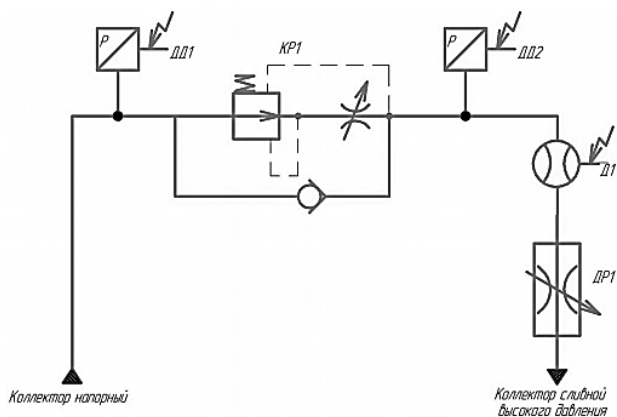 P
ДД1
КР1
P
ДД2
Д1
ДР1
Коллектор напорный
Коллектор сливной
высокого давления